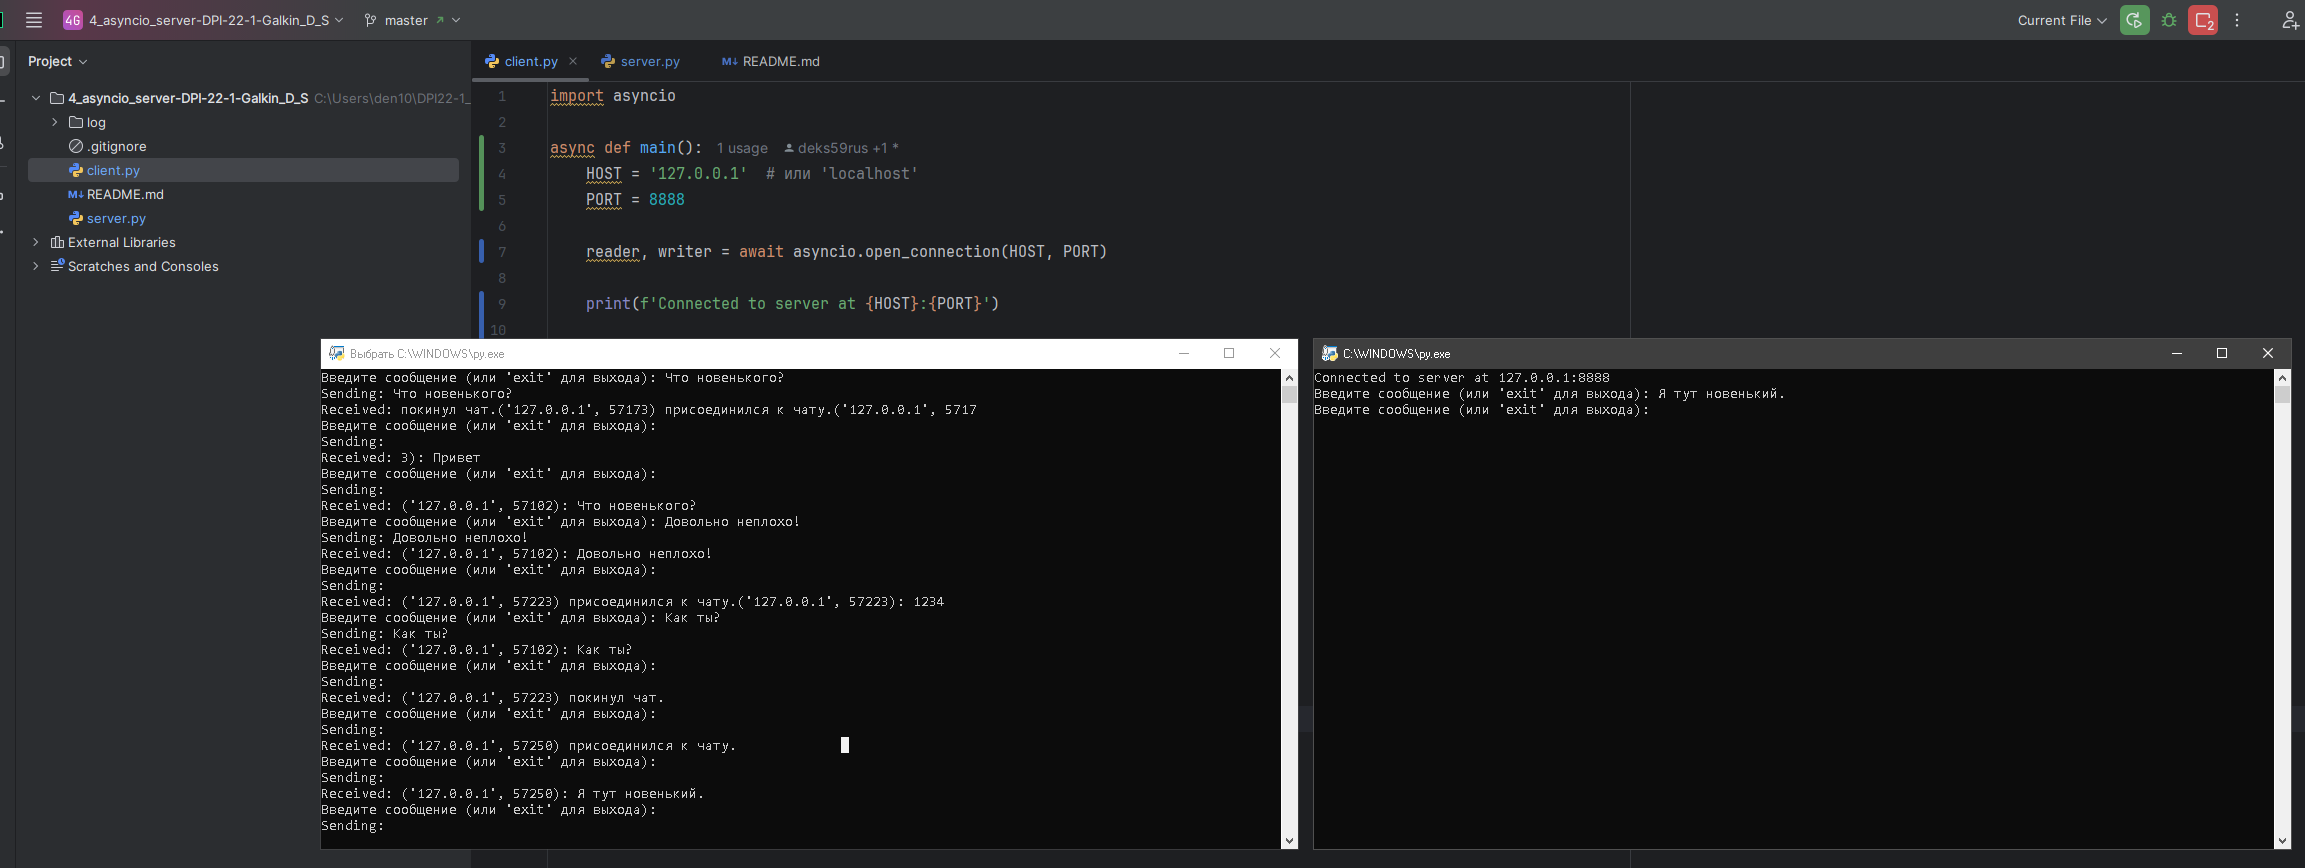 4G 4_asyncio_server-DPI-22-1-Galkin_D_S master Current File 2
Project
4_asyncio_server-DPI-22-1-Galkin_D_S C:\Users\den10\DPI22-1_
log
.gitignore
client.py
README.md
server.py
External Libraries
Scratches and Consoles
client.py server.py README.md
1 import asyncio
2
3 async def main(): 1 usage deks59rus +1 *
4 HOST = '127.0.0.1' # или 'localhost'
5 PORT = 8888
6
7 reader, writer = await asyncio.open_connection(HOST, PORT)
8
9 print(f'Connected to server at {HOST}:{PORT}')
10
Выбрать C:\WINDOWS\py.exe
Введите сообщение (или 'exit' для выхода): Что новенького?
Sending: Что новенького?
Received: покинул чат.('127.0.0.1', 57173) присоединился к чату.('127.0.0.1', 5717
Введите сообщение (или 'exit' для выхода):
Sending:
Received: 3): Привет
Введите сообщение (или 'exit' для выхода):
Sending:
Received: ('127.0.0.1', 57102): Что новенького?
Введите сообщение (или 'exit' для выхода): Довольно неплохо!
Sending: Довольно неплохо!
Received: ('127.0.0.1', 57102): Довольно неплохо!
Введите сообщение (или 'exit' для выхода):
Sending:
Received: ('127.0.0.1', 57223) присоединился к чату.('127.0.0.1', 57223): 1234
Введите сообщение (или 'exit' для выхода): Как ты?
Sending: Как ты?
Received: ('127.0.0.1', 57102): Как ты?
Введите сообщение (или 'exit' для выхода):
Sending:
Received: ('127.0.0.1', 57223) покинул чат.
Введите сообщение (или 'exit' для выхода):
Sending:
Received: ('127.0.0.1', 57250) присоединился к чату.
Введите сообщение (или 'exit' для выхода):
Sending:
Received: ('127.0.0.1', 57250): Я тут новенький.
Введите сообщение (или 'exit' для выхода):
Sending:
C:\WINDOWS\py.exe
Connected to server at 127.0.0.1:8888
Введите сообщение (или 'exit' для выхода): Я тут новенький.
Введите сообщение (или 'exit' для выхода):